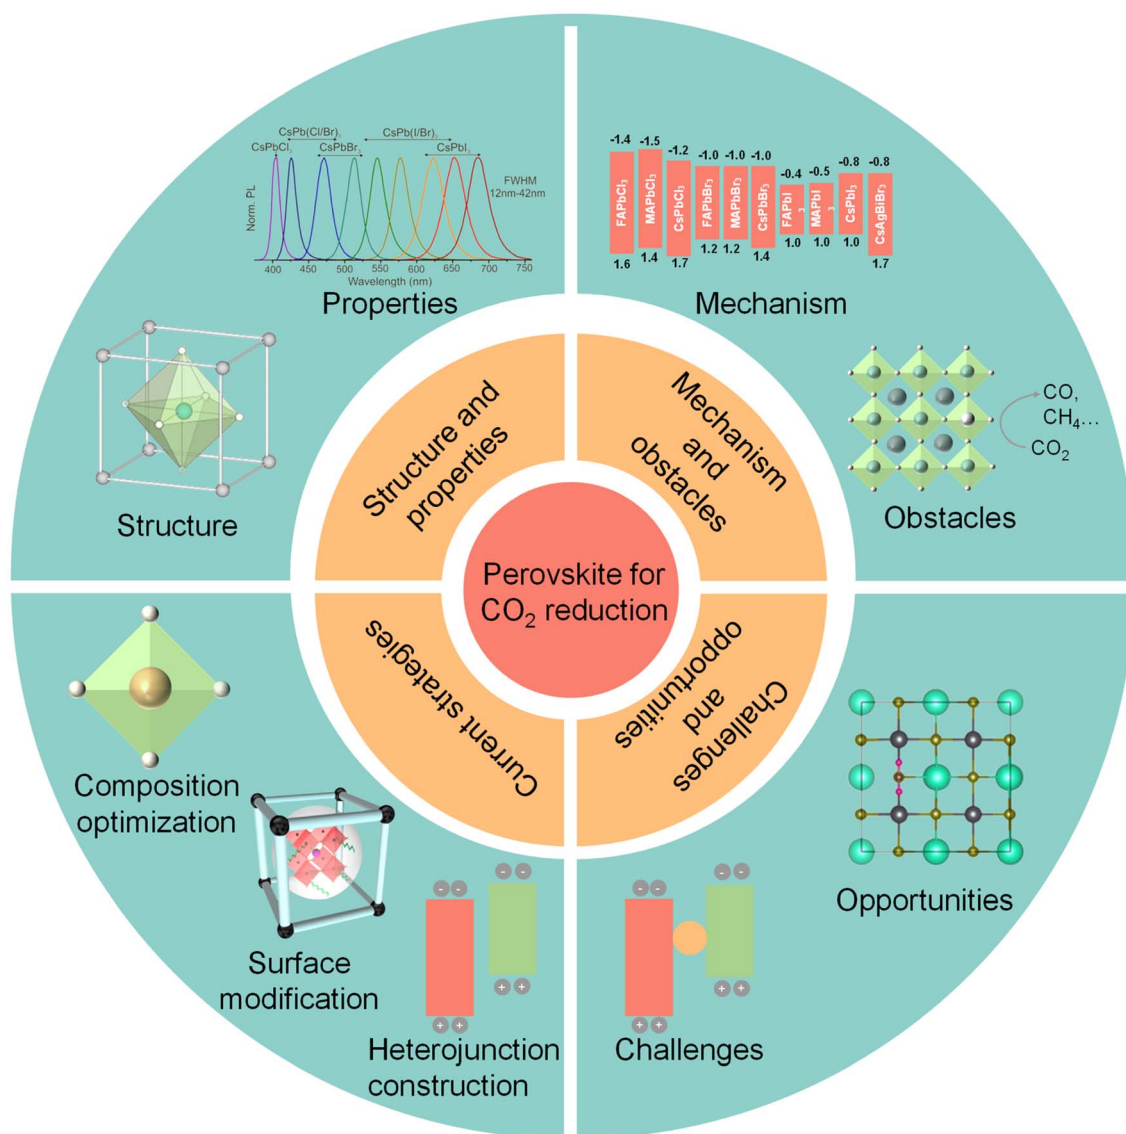 CsPb(Cl/Br)3
CsPb(I/Br)3
CsPbCl3
CsPbBr3
CsPbI3
FWHM
12nm-42nm
Norm. PL
400 450 500 550 600 650 700 750
Wavelength (nm)
Properties
Structure
-1.4 -1.5 -1.2 -1.0 -1.0 -1.0 -0.4 -0.5 -0.8 -0.8
FAPbCl3
MAPbCl3
CsPbCl3
FAPbBr3
MAPbBr3
CsPbBr3
FAPbI3
MAPbI3
CsPbI3
CsAgBiBr3
1.6 1.4 1.7 1.2 1.2 1.4 1.0 1.0 1.0 1.7
Mechanism
CO,
CH4...
CO2
Obstacles
Structure and
properties
Mechanism
and
obstacles
Perovskite for
CO2 reduction
Current strategies
Challenges
and
opportunities
Composition
optimization
Surface
modification
- -
- -
+ +
+ +
Heterojunction
construction
- -
- -
+ +
+ +
Challenges
Opportunities